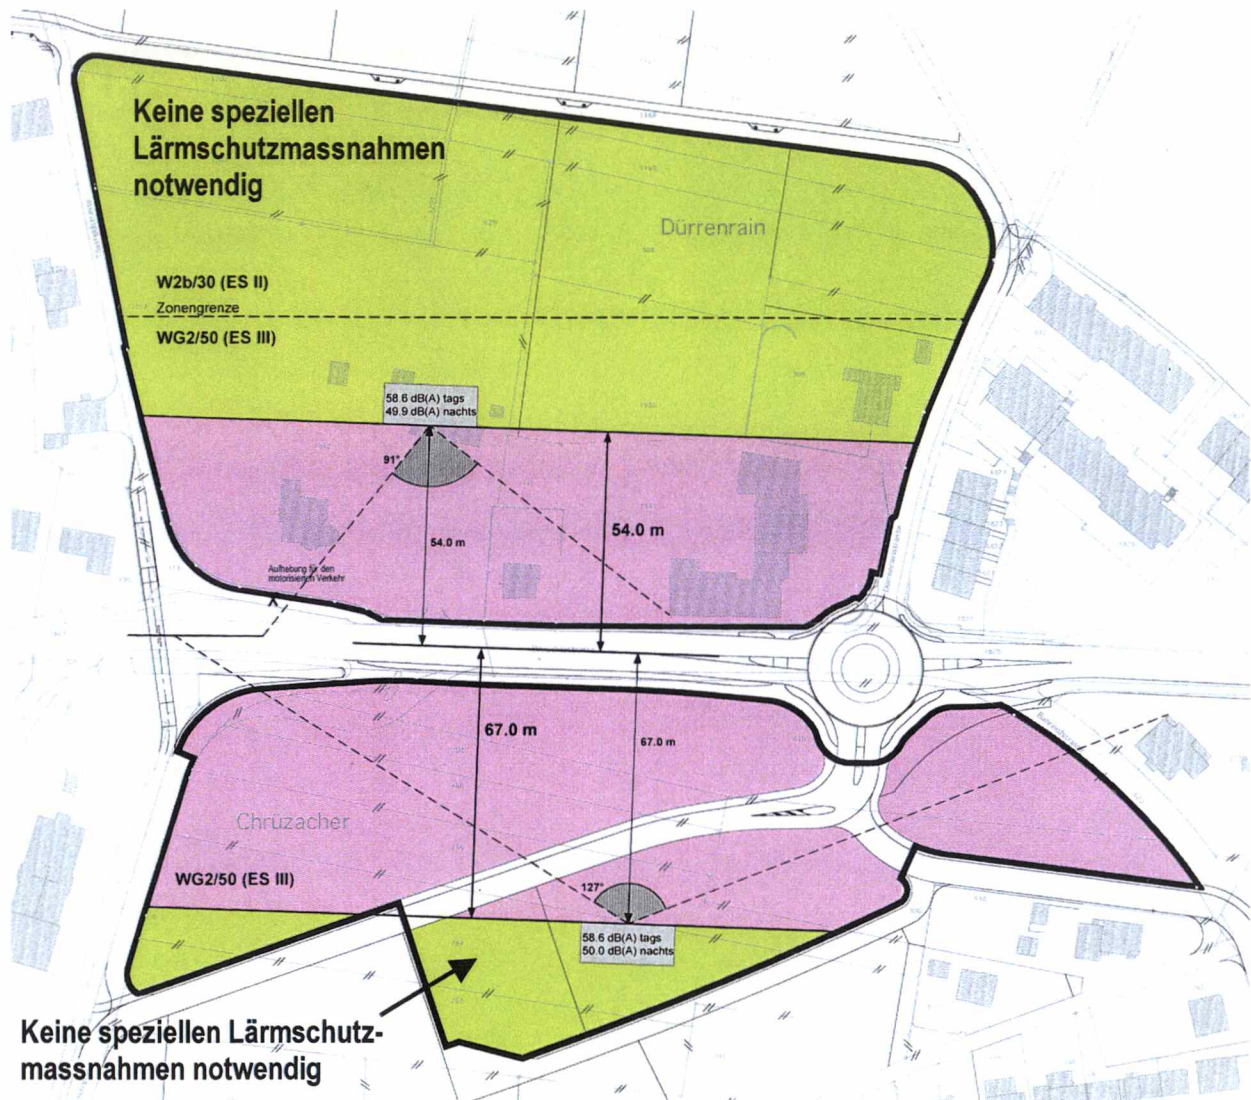 Keine speziellen
Lärmschutzmassnahmen
notwendig
Dürrenrain
W2b/30 (ES II)
Zonengrenze
WG2/50 (ES III)
58.6 dB(A) tags
49.9 dB(A) nachts
91°
54.0 m
54.0 m
Aufhebung für den
motorisierten Verkehr
67.0 m
67.0 m
Chrüzacher
WG2/50 (ES III)
127°
58.6 dB(A) tags
50.0 dB(A) nachts
Keine speziellen Lärmschutz-
massnahmen notwendig